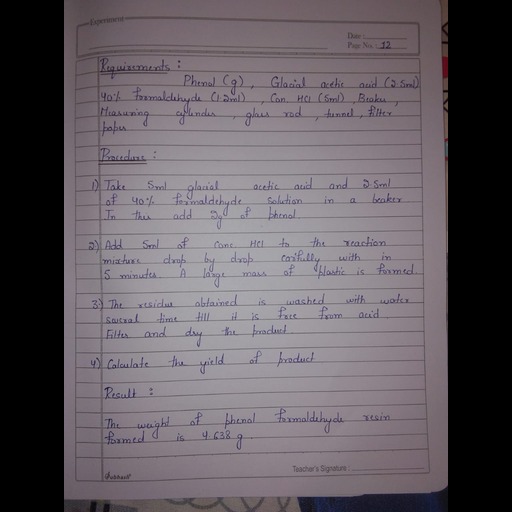 Experiment
Date :
Page No. : 12
Requirements :
Phenol (g) , Glacial acetic acid (2.5ml)
40% formaldehyde (1.2ml) , Con. HCl (5ml) , Beaker ,
Measuring cylender , glass rod , funnel , filter
paper
Procedure :
1) Take 5ml glacial acetic acid and 2.5ml
of 40% formaldehyde solution in a beaker
In this add 2g of phenol
2) Add 5ml of Conc. HCl to the reaction
mixture drop by drop carifully with in
5 minutes. A large mass of plastic is formed.
3) The residue obtained is washed with water
several time till it is free from acid.
Filter and dry the product
4) Calculate the yield of product
Result :
The weight of phenol formaldehyde resin
formed is 4.638 g.
Teacher's Signature :